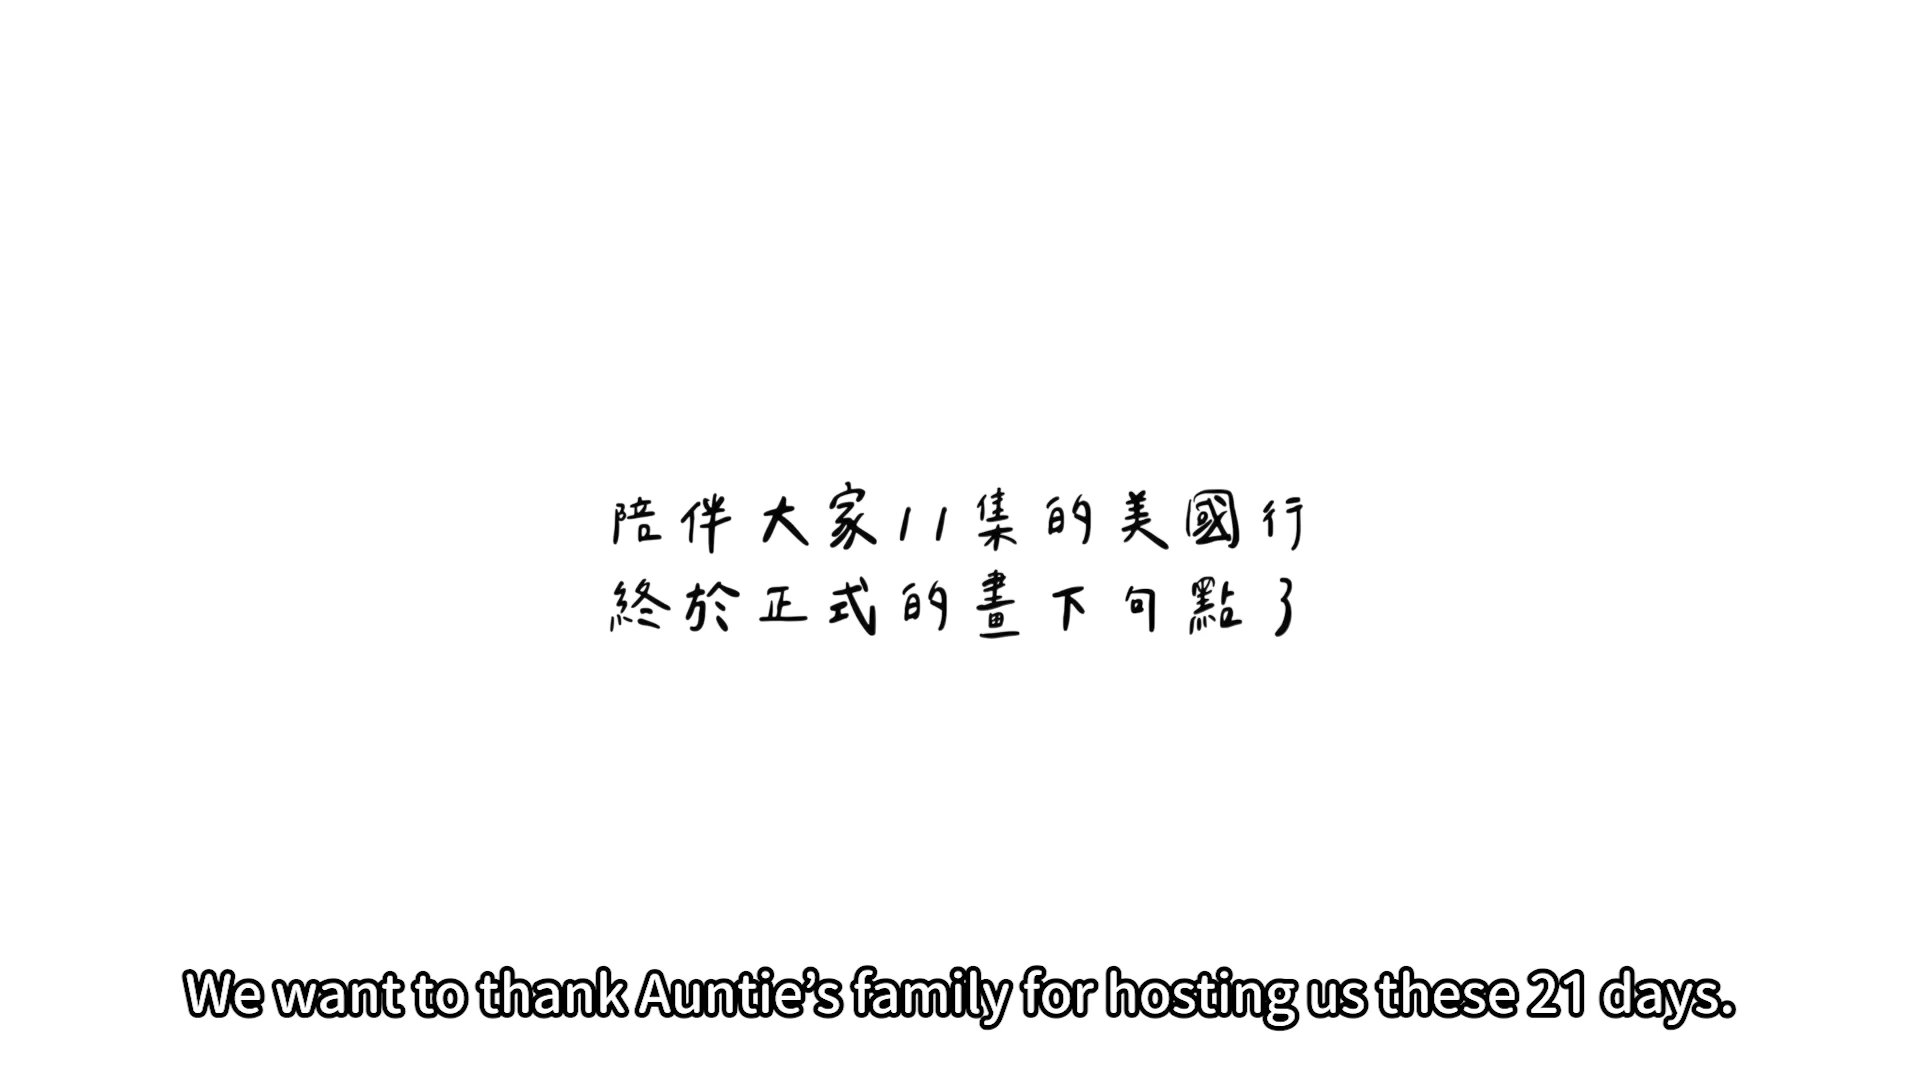 陪伴大家11集的美國行
終於正式的畫下句點了
We want to thank Auntie’s family for hosting us these 21 days.